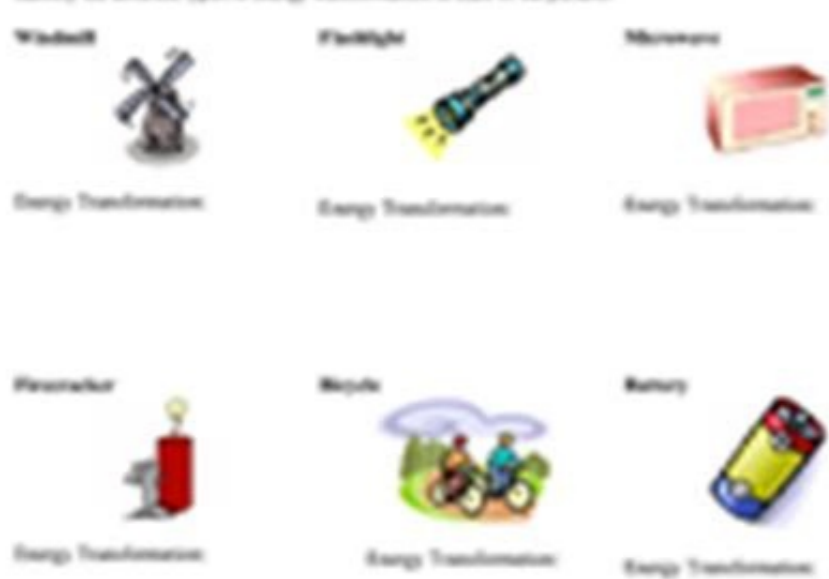 Windmill
Flashlight
Microwave
Energy Transformation:
Energy Transformation:
Energy Transformation:
Firecracker
Bicycle
Battery
Energy Transformation:
Energy Transformation:
Energy Transformation: